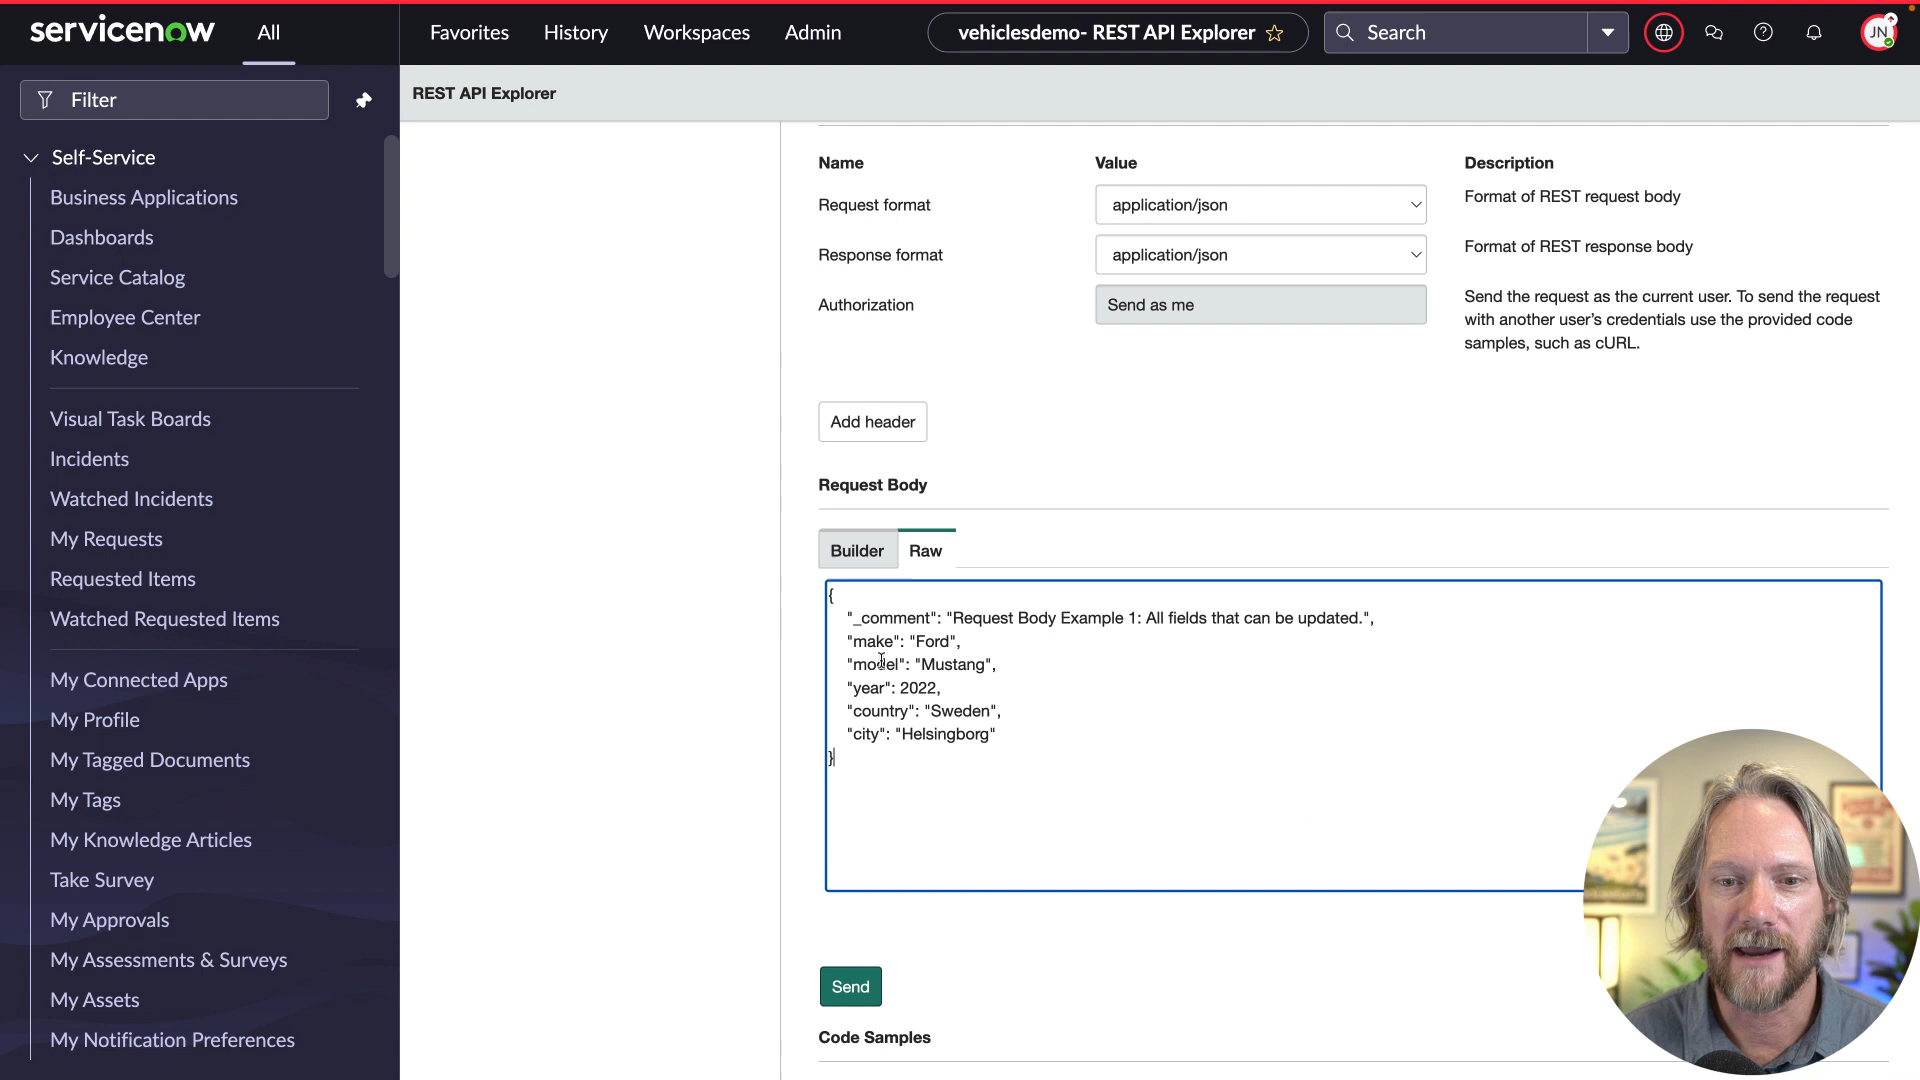 servicenow
All
Favorites
History
Workspaces
Admin
vehiclesdemo- REST API Explorer
Search
JN
Filter
Self-Service
Business Applications
Dashboards
Service Catalog
Employee Center
Knowledge
Visual Task Boards
Incidents
Watched Incidents
My Requests
Requested Items
Watched Requested Items
My Connected Apps
My Profile
My Tagged Documents
My Tags
My Knowledge Articles
Take Survey
My Approvals
My Assessments & Surveys
My Assets
My Notification Preferences
REST API Explorer
Name Value Description
Request format application/json Format of REST request body
Response format application/json Format of REST response body
Authorization Send as me Send the request as the current user. To send the request
with another user's credentials use the provided code
samples, such as cURL.
Add header
Request Body
Builder Raw
{
"_comment": "Request Body Example 1: All fields that can be updated.",
"make": "Ford",
"model": "Mustang",
"year": 2022,
"country": "Sweden",
"city": "Helsingborg"
}
Send
Code Samples